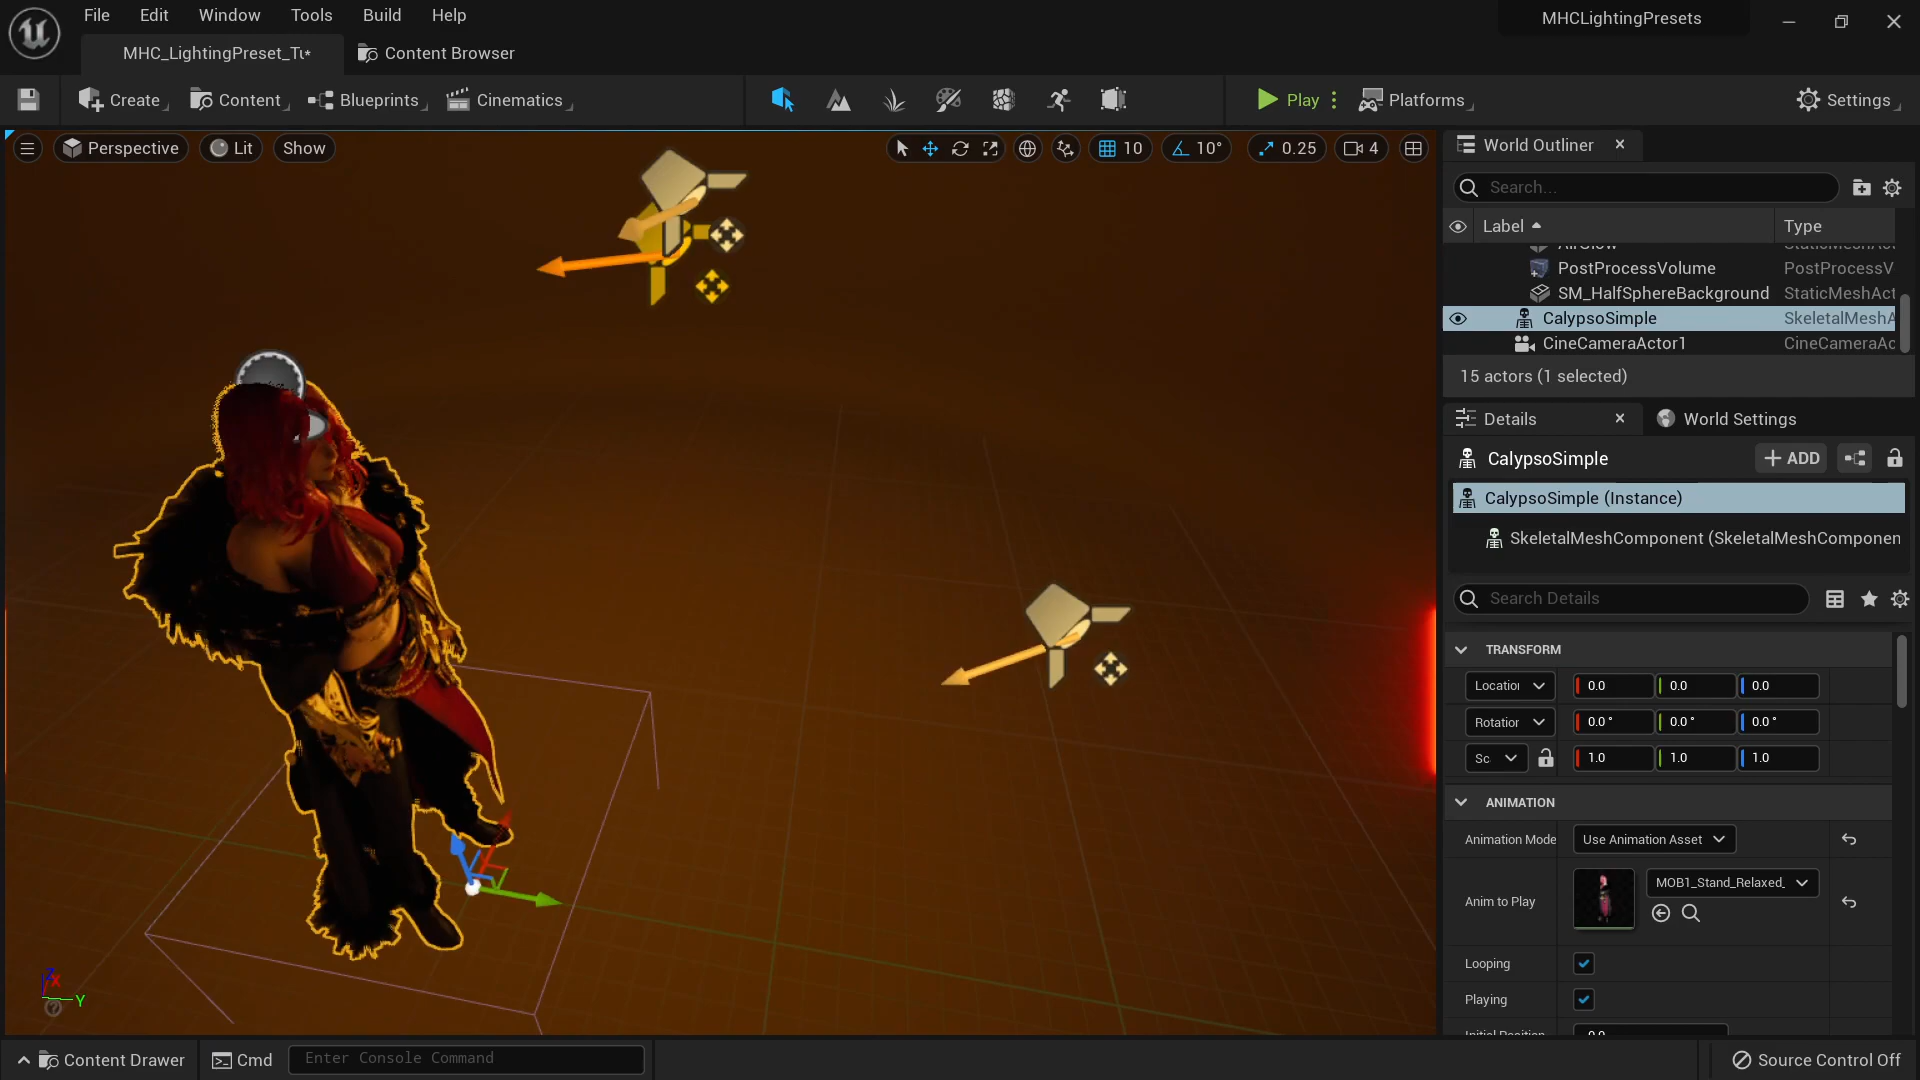 File Edit Window Tools Build Help
MHCLightingPresets
MHC_LightingPreset_Tu*
Content Browser
Create
Content
Blueprints
Cinematics
Play
Platforms
Settings
Perspective
Lit
Show
10
10°
0.25
4
World Outliner
Search...
Label
Type
AirGlow StaticMeshAct
PostProcessVolume PostProcessV
SM_HalfSphereBackground StaticMeshAct
CalypsoSimple SkeletalMeshA
CineCameraActor1 CineCameraAc
15 actors (1 selected)
Details
World Settings
CalypsoSimple
ADD
CalypsoSimple (Instance)
SkeletalMeshComponent (SkeletalMeshComponen
Search Details
TRANSFORM
Location 0.0 0.0 0.0
Rotation 0.0° 0.0° 0.0°
Sc 1.0 1.0 1.0
ANIMATION
Animation Mode Use Animation Asset
Anim to Play MOB1_Stand_Relaxed_
Looping
Playing
Initial Position 0.0
Z
X
Y
Content Drawer
Cmd
Enter Console Command
Source Control Off